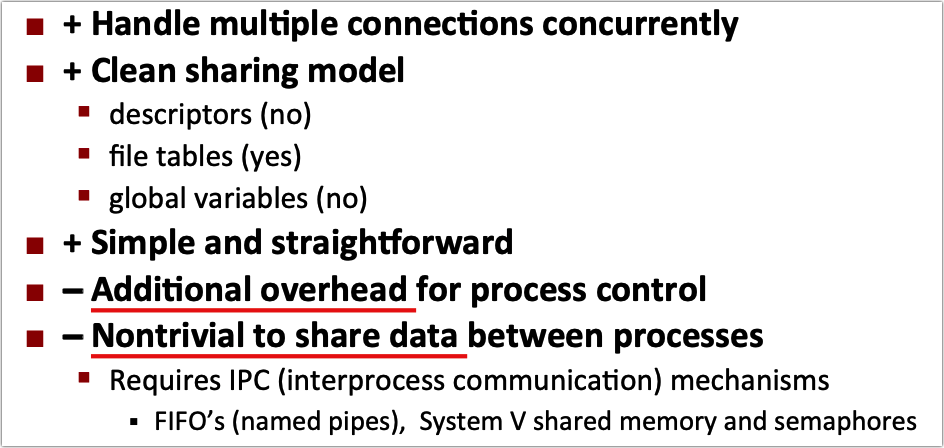 + Handle multiple connections concurrently
+ Clean sharing model
descriptors (no)
file tables (yes)
global variables (no)
+ Simple and straightforward
– Additional overhead for process control
– Nontrivial to share data between processes
Requires IPC (interprocess communication) mechanisms
FIFO’s (named pipes),  System V shared memory and semaphores